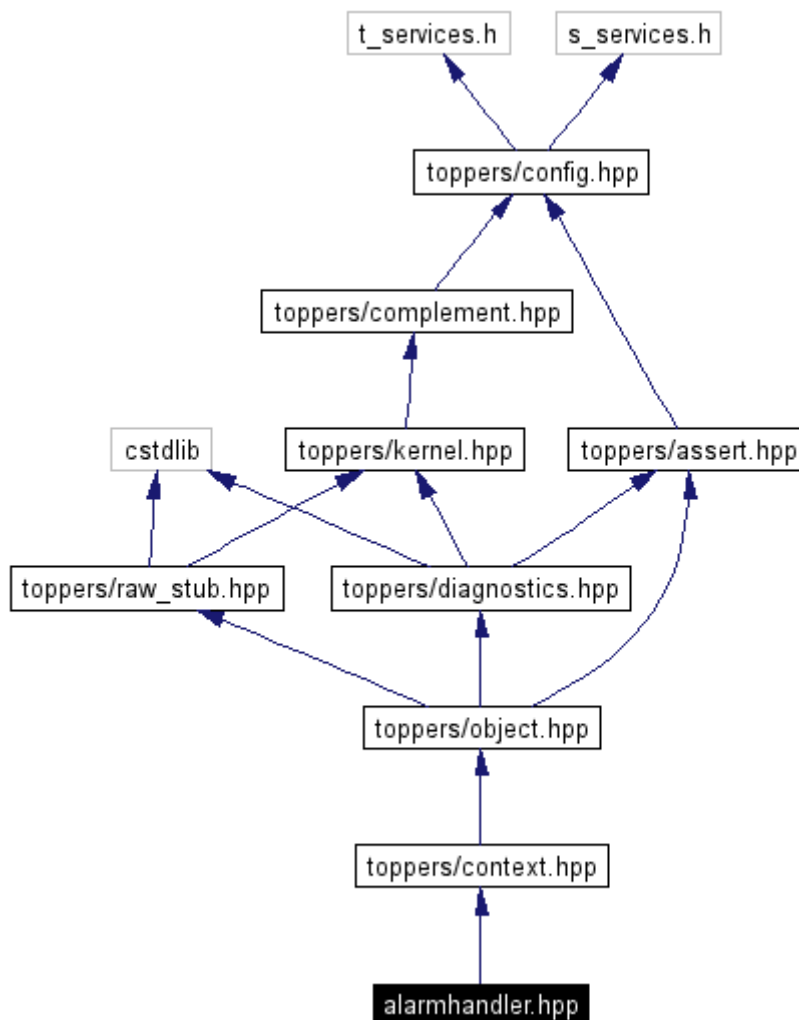 t_services.h
s_services.h
toppers/config.hpp
toppers/complement.hpp
cstdlib
toppers/kernel.hpp
toppers/assert.hpp
toppers/raw_stub.hpp
toppers/diagnostics.hpp
toppers/object.hpp
toppers/context.hpp
alarmhandler.hpp